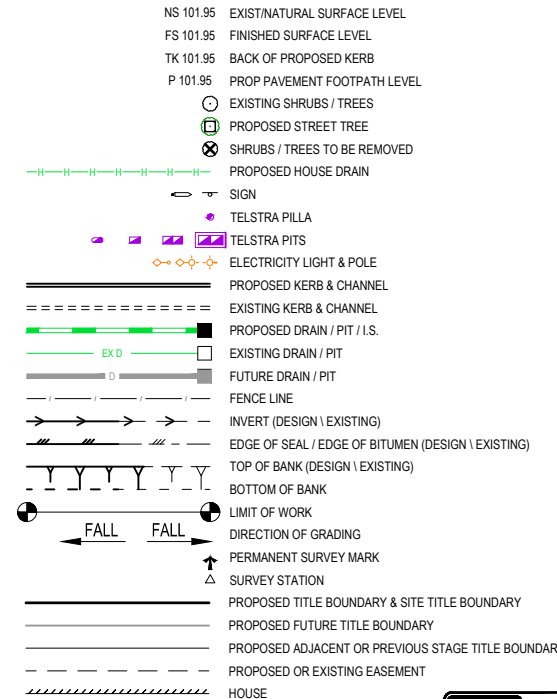 NS 101.95 EXIST/NATURAL SURFACE LEVEL
FS 101.95 FINISHED SURFACE LEVEL
TK 101.95 BACK OF PROPOSED KERB
P 101.95 PROP PAVEMENT FOOTPATH LEVEL
EXISTING SHRUBS / TREES
PROPOSED STREET TREE
SHRUBS / TREES TO BE REMOVED
H H H H H PROPOSED HOUSE DRAIN
SIGN
TELSTRA PILLA
TELSTRA PITS
ELECTRICITY LIGHT & POLE
PROPOSED KERB & CHANNEL
EXISTING KERB & CHANNEL
PROPOSED DRAIN / PIT / I.S.
EX D EXISTING DRAIN / PIT
D FUTURE DRAIN / PIT
FENCE LINE
INVERT (DESIGN \ EXISTING)
EDGE OF SEAL / EDGE OF BITUMEN (DESIGN \ EXISTING)
TOP OF BANK (DESIGN \ EXISTING)
BOTTOM OF BANK
LIMIT OF WORK
FALL FALL DIRECTION OF GRADING
PERMANENT SURVEY MARK
SURVEY STATION
PROPOSED TITLE BOUNDARY & SITE TITLE BOUNDARY
PROPOSED FUTURE TITLE BOUNDARY
PROPOSED ADJACENT OR PREVIOUS STAGE TITLE BOUNDAR
PROPOSED OR EXISTING EASEMENT
HOUSE